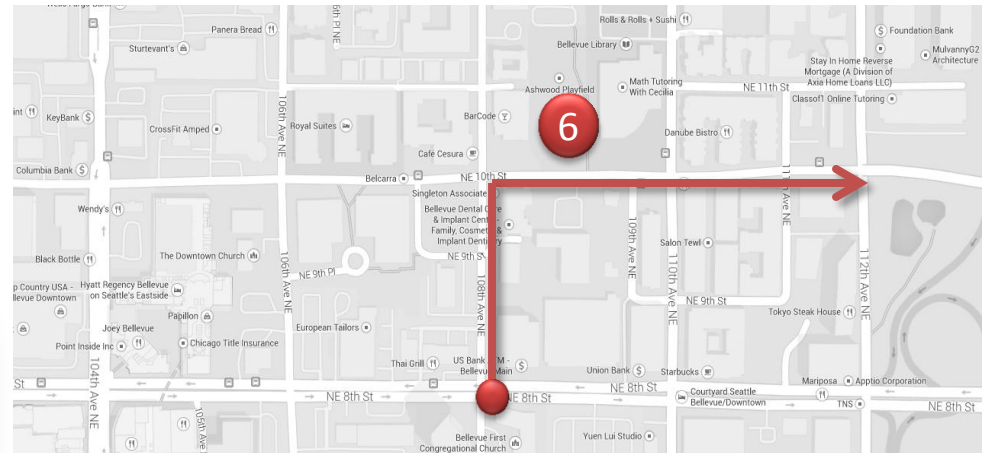 Panera Bread
Rolls & Rolls + Sushi
Foundation Bank
Sturtevant's
Bellevue Library
MulvannyG2
Architecture
Stay In Home Reverse
Mortgage (A Division of
Axia Home Loans LLC)
Math Tutoring
With Cecilia
Ashwood Playfield
NE 11th St
Classof1 Online Tutoring
KeyBank
CrossFit Amped
Royal Suites
BarCode
6
Danube Bistro
106th Ave NE
Café Cesura
Columbia Bank
Belcarra
NE 10th St
Singleton Associate
Wendy's
Bellevue Dental Care
& Implant Center -
Family, Cosmetic &
Implant Dentistry
109th Ave NE
110th Ave NE
Salon Tewl
The Downtown Church
106th Ave NE
NE 9th St
Black Bottle
NE 9th Pl
112th Ave NE
Hyatt Regency Bellevue
on Seattle's Eastside
108th Ave NE
NE 9th St
Papillon
Tokyo Steak House
Joey Bellevue
European Tailors
Point Inside Inc
Chicago Title Insurance
104th Ave NE
Thai Grill
US Bank ATM -
Bellevue Main
Union Bank
Starbucks
St
NE 8th St
Mariposa
Apptio Corporation
NE 8th St
NE 8th St
Courtyard Seattle
Bellevue/Downtown
TNS
NE 8th St
105th Ave
Bellevue First
Congregational Church
Yuen Lui Studio